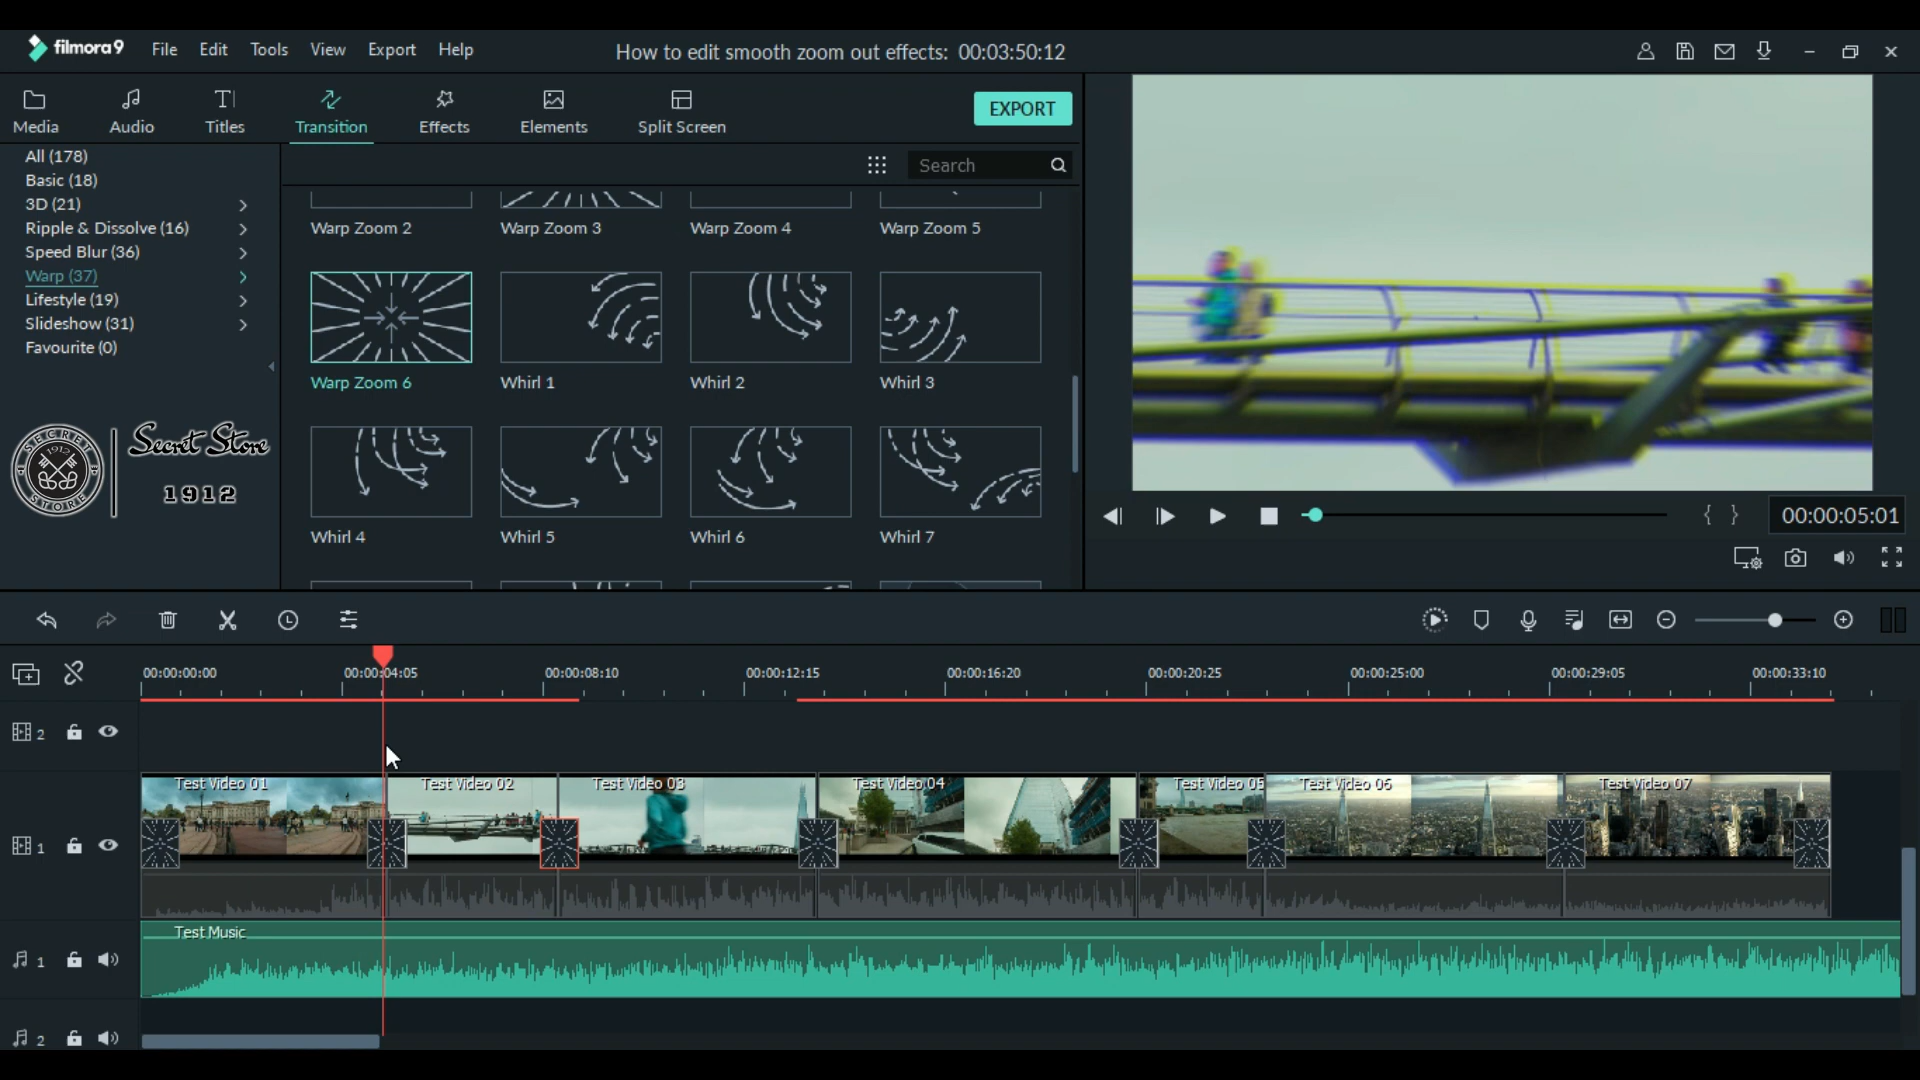 filmora9 File Edit Tools View Export Help
How to edit smooth zoom out effects: 00:03:50:12
Media Audio Titles Transition Effects Elements Split Screen
EXPORT
All (178)
Basic (18)
3D (21)
Ripple & Dissolve (16)
Speed Blur (36)
Warp (37)
Lifestyle (19)
Slideshow (31)
Favourite (0)
SECRET
1912
STORE
Secret Store
1912
Search
Warp Zoom 2 Warp Zoom 3 Warp Zoom 4 Warp Zoom 5
Warp Zoom 6 Whirl 1 Whirl 2 Whirl 3
Whirl 4 Whirl 5 Whirl 6 Whirl 7
{ } 00:00:05:01
00:00:00:00 00:00:04:05 00:00:08:10 00:00:12:15 00:00:16:20 00:00:20:25 00:00:25:00 00:00:29:05 00:00:33:10
2
Test Video 01 Test Video 02 Test Video 03 Test Video 04 Test Video 05 Test Video 06 Test Video 07
1
Test Music
1
2